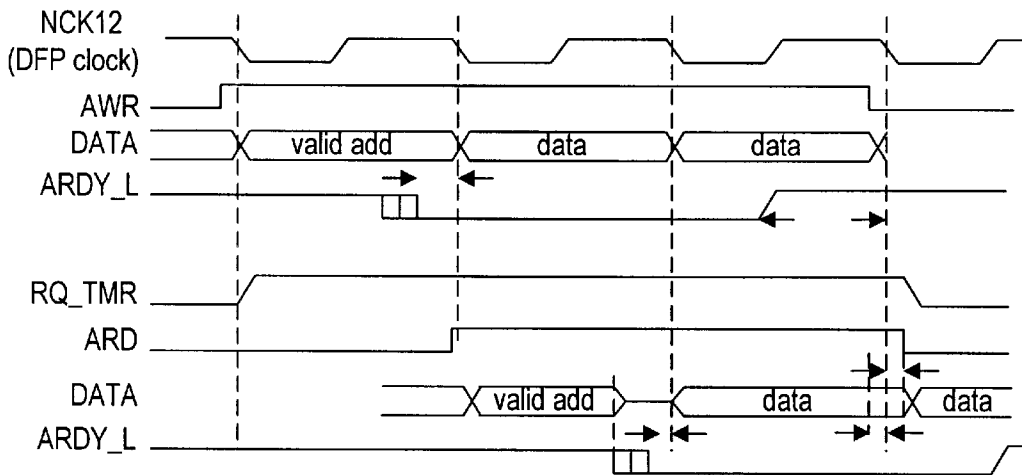 NCK12
(DFP clock)
AWR
DATA valid add data data
ARDY_L
RQ_TMR
ARD
DATA valid add data data
ARDY_L